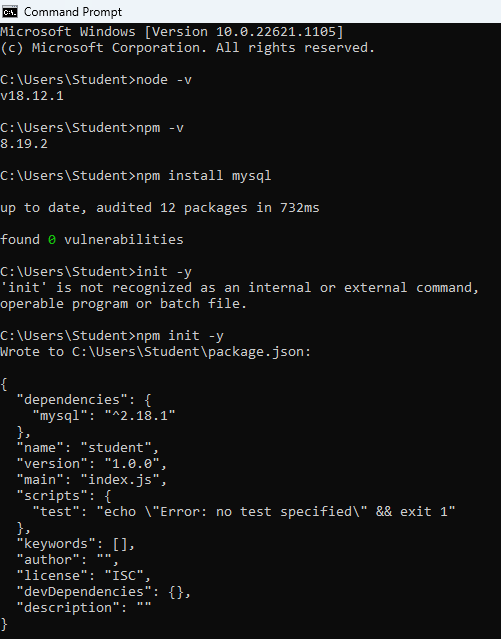 Command Prompt
Microsoft Windows [Version 10.0.22621.1105]
(c) Microsoft Corporation. All rights reserved.
C:\Users\Student>node -v
v18.12.1
C:\Users\Student>npm -v
8.19.2
C:\Users\Student>npm install mysql
up to date, audited 12 packages in 732ms
found 0 vulnerabilities
C:\Users\Student>init -y
'init' is not recognized as an internal or external command,
operable program or batch file.
C:\Users\Student>npm init -y
Wrote to C:\Users\Student\package.json:
{
  "dependencies": {
    "mysql": "^2.18.1"
  },
  "name": "student",
  "version": "1.0.0",
  "main": "index.js",
  "scripts": {
    "test": "echo \"Error: no test specified\" && exit 1"
  },
  "keywords": [],
  "author": "",
  "license": "ISC",
  "devDependencies": {},
  "description": ""
}